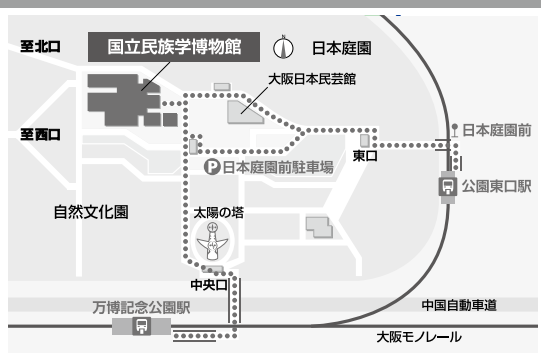 至北口
国立民族学博物館
日本庭園
大阪日本民芸館
至西口
日本庭園前
東口
P日本庭園前駐車場
公園東口駅
自然文化園
太陽の塔
中央口
万博記念公園駅
中国自動車道
大阪モノレール